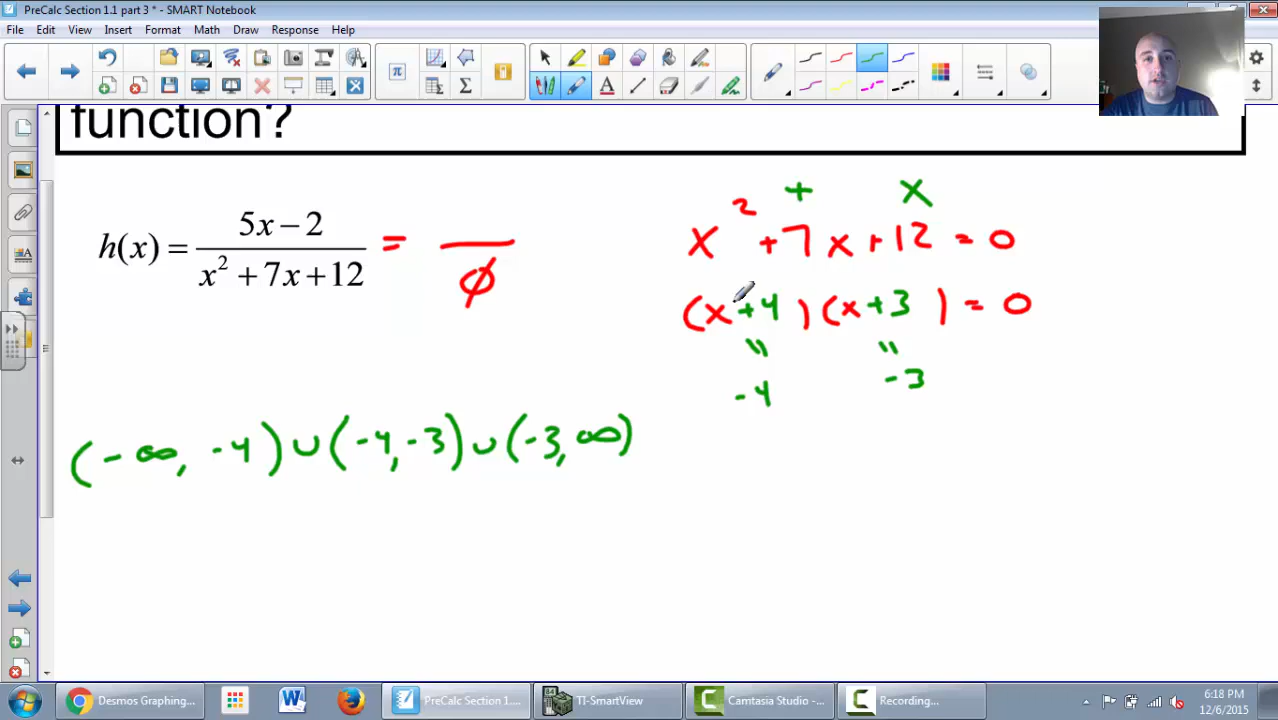 PreCalc Section 1.1 part 3 * - SMART Notebook
File Edit View Insert Format Math Draw Response Help
function?
h(x) = 5x − 2 / x² + 7x + 12 = / 0
+ x
x² + 7x + 12 = 0
(x + 4)(x + 3) = 0
= =
-4 -3
(-∞, -4) ∪ (-4, -3) ∪ (-3, ∞)
Desmos Graphing... PreCalc Section 1.... TI-SmartView Camtasia Studio -... Recording...
6:18 PM
12/6/2015